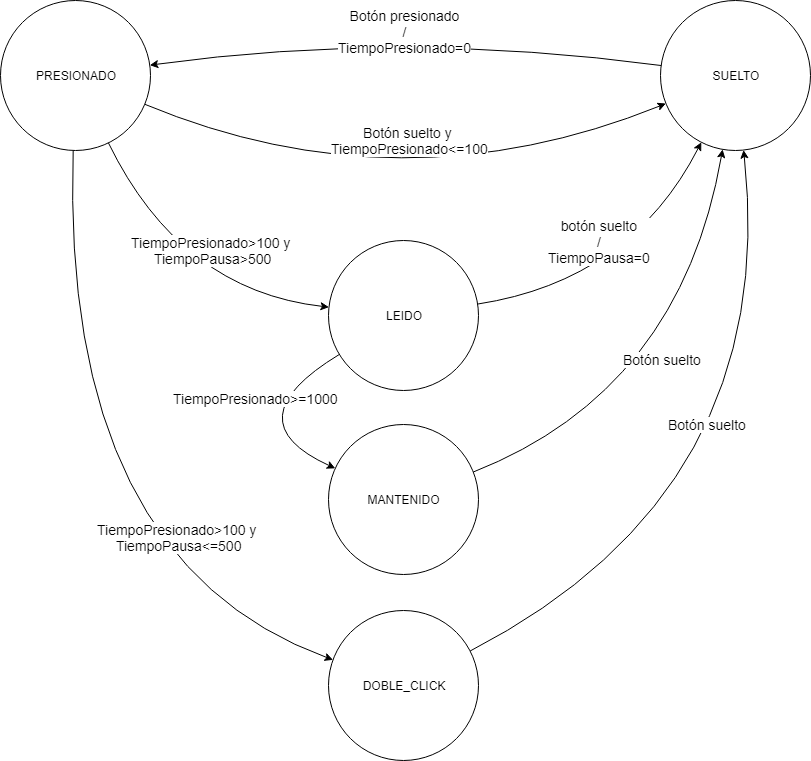 Botón presionado
/
TiempoPresionado=0
PRESIONADO
SUELTO
Botón suelto y
TiempoPresionado<=100
TiempoPresionado>100 y
TiempoPausa>500
botón suelto
/
TiempoPausa=0
LEIDO
Botón suelto
TiempoPresionado>=1000
Botón suelto
MANTENIDO
TiempoPresionado>100 y
TiempoPausa<=500
DOBLE_CLICK